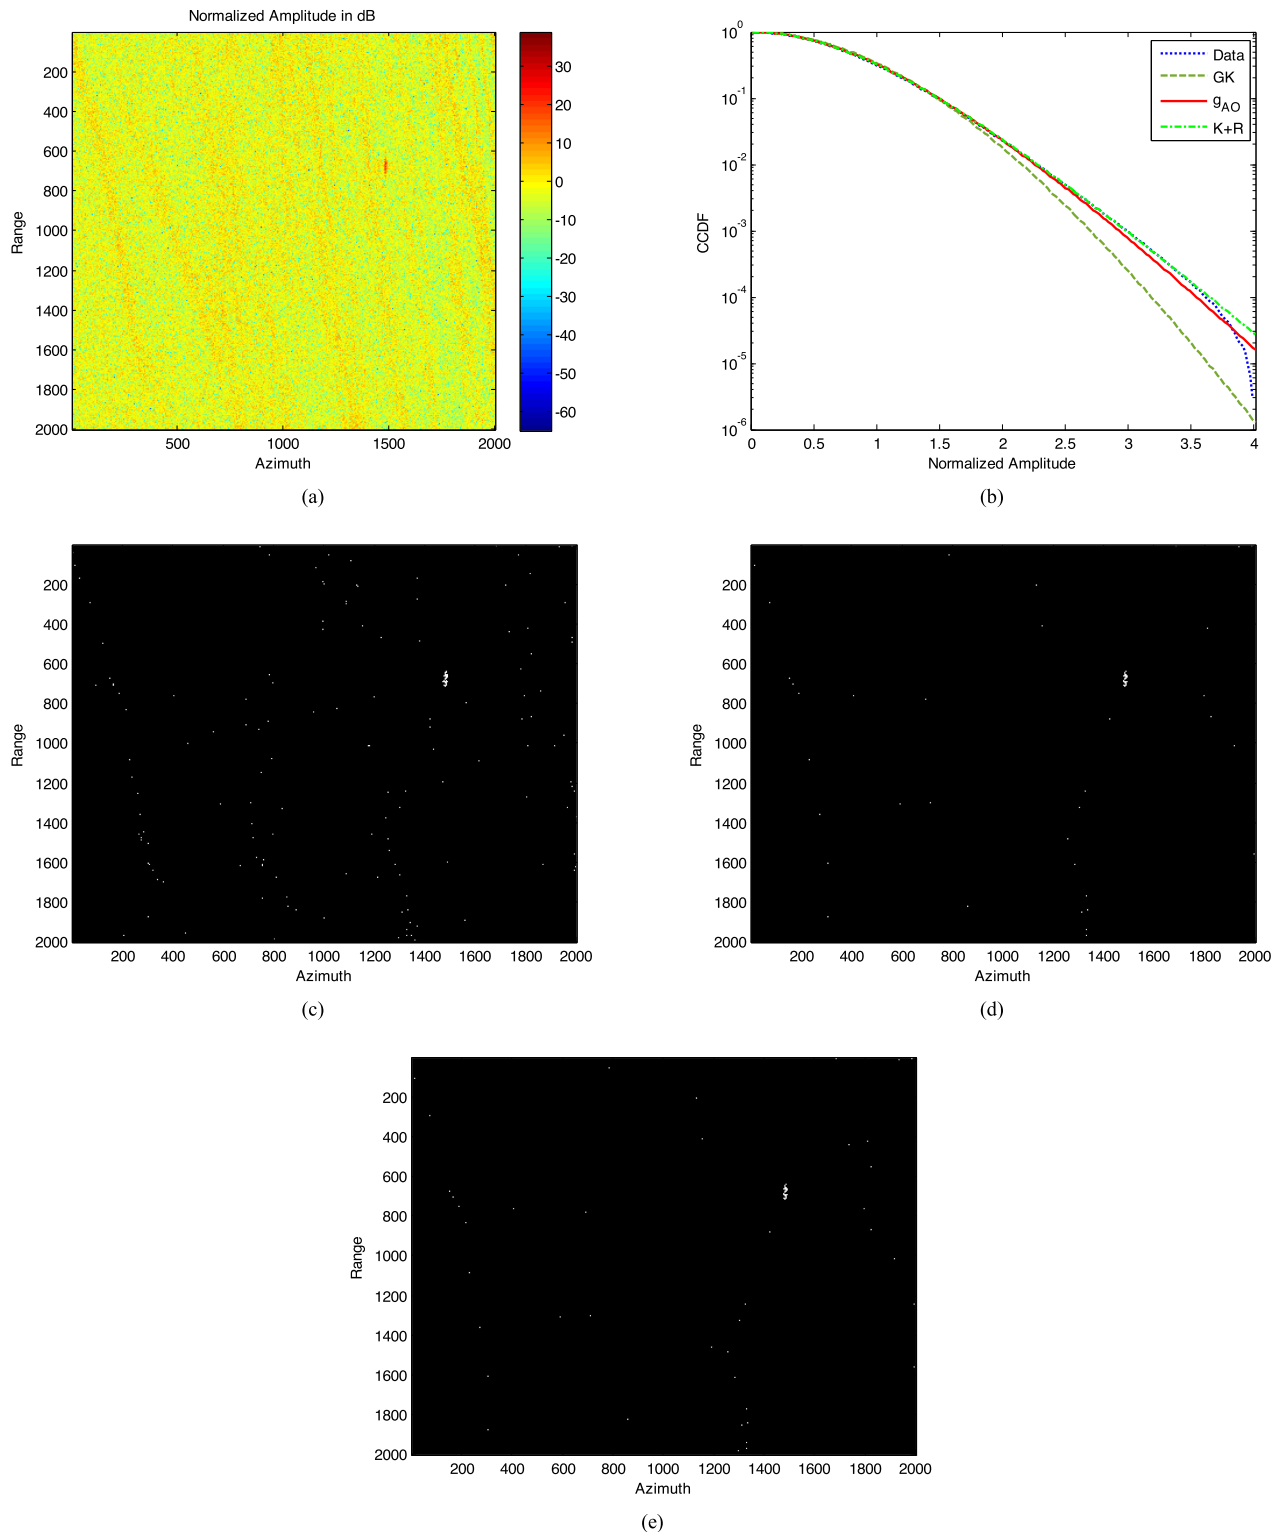 Normalized Amplitude in dB
200
400
600
800
1000
1200
1400
1600
1800
2000
Range
500
1000
1500
2000
Azimuth
30
20
10
0
-10
-20
-30
-40
-50
-60
(a)
10^0
10^-1
10^-2
10^-3
10^-4
10^-5
10^-6
CCDF
0 0.5 1 1.5 2 2.5 3 3.5 4
Normalized Amplitude
Data
GK
g_AO
K+R
(b)
200
400
600
800
1000
1200
1400
1600
1800
2000
Range
200 400 600 800 1000 1200 1400 1600 1800 2000
Azimuth
(c)
200
400
600
800
1000
1200
1400
1600
1800
2000
Range
200 400 600 800 1000 1200 1400 1600 1800 2000
Azimuth
(d)
200
400
600
800
1000
1200
1400
1600
1800
2000
Range
200 400 600 800 1000 1200 1400 1600 1800 2000
Azimuth
(e)